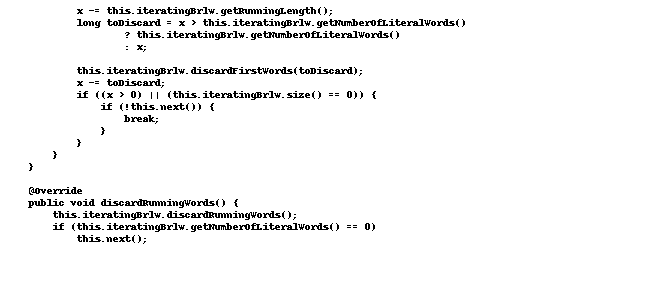 x -= this.iteratingBrlw.getRunningLength();
long toDiscard = x > this.iteratingBrlw.getNumberOfLiteralWords()
? this.iteratingBrlw.getNumberOfLiteralWords()
: x;
this.iteratingBrlw.discardFirstWords(toDiscard);
x -= toDiscard;
if ((x > 0) || (this.iteratingBrlw.size() == 0)) {
if (!this.next()) {
break;
}
}
}
}
@Override
public void discardRunningWords() {
this.iteratingBrlw.discardRunningWords();
if (this.iteratingBrlw.getNumberOfLiteralWords() == 0)
this.next();